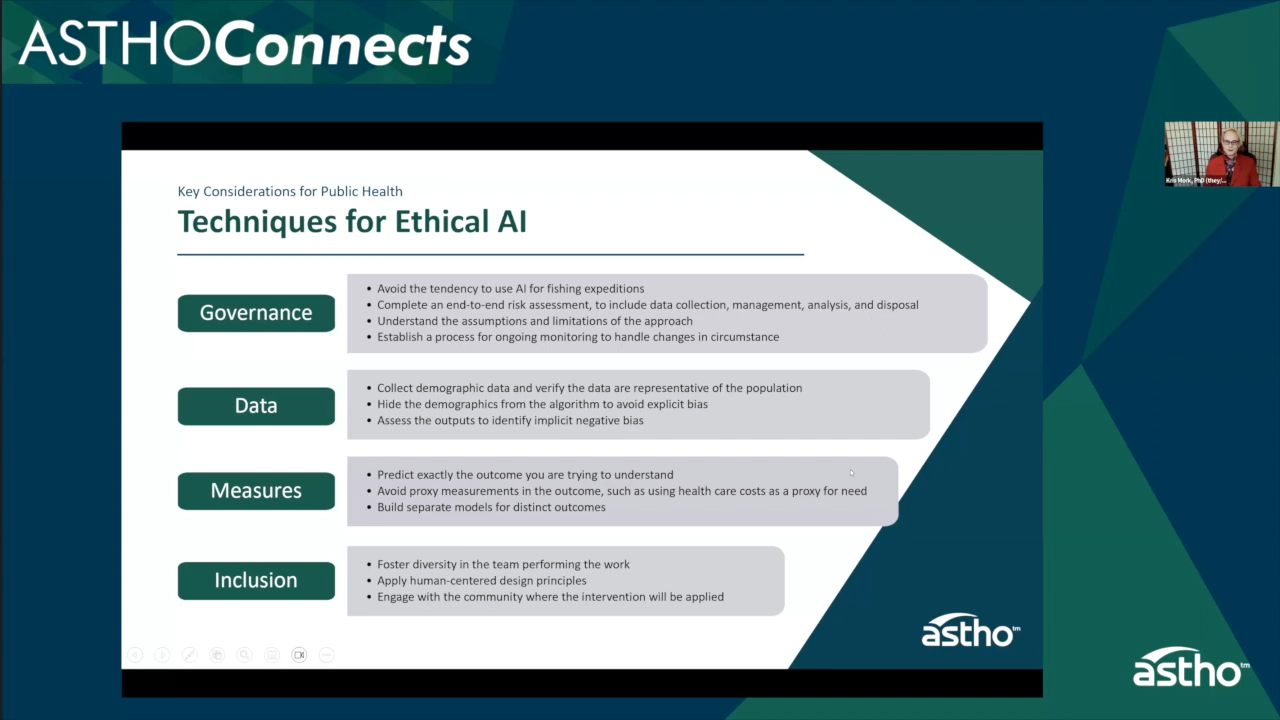 ASTHOConnects
Key Considerations for Public Health
Techniques for Ethical AI
Governance
• Avoid the tendency to use AI for fishing expeditions
• Complete an end-to-end risk assessment, to include data collection, management, analysis, and disposal
• Understand the assumptions and limitations of the approach
• Establish a process for ongoing monitoring to handle changes in circumstance
Data
• Collect demographic data and verify the data are representative of the population
• Hide the demographics from the algorithm to avoid explicit bias
• Assess the outputs to identify implicit negative bias
Measures
• Predict exactly the outcome you are trying to understand
• Avoid proxy measurements in the outcome, such as using health care costs as a proxy for need
• Build separate models for distinct outcomes
Inclusion
• Foster diversity in the team performing the work
• Apply human-centered design principles
• Engage with the community where the intervention will be applied
astho™
Kris Hork, PhD (they/...
astho™